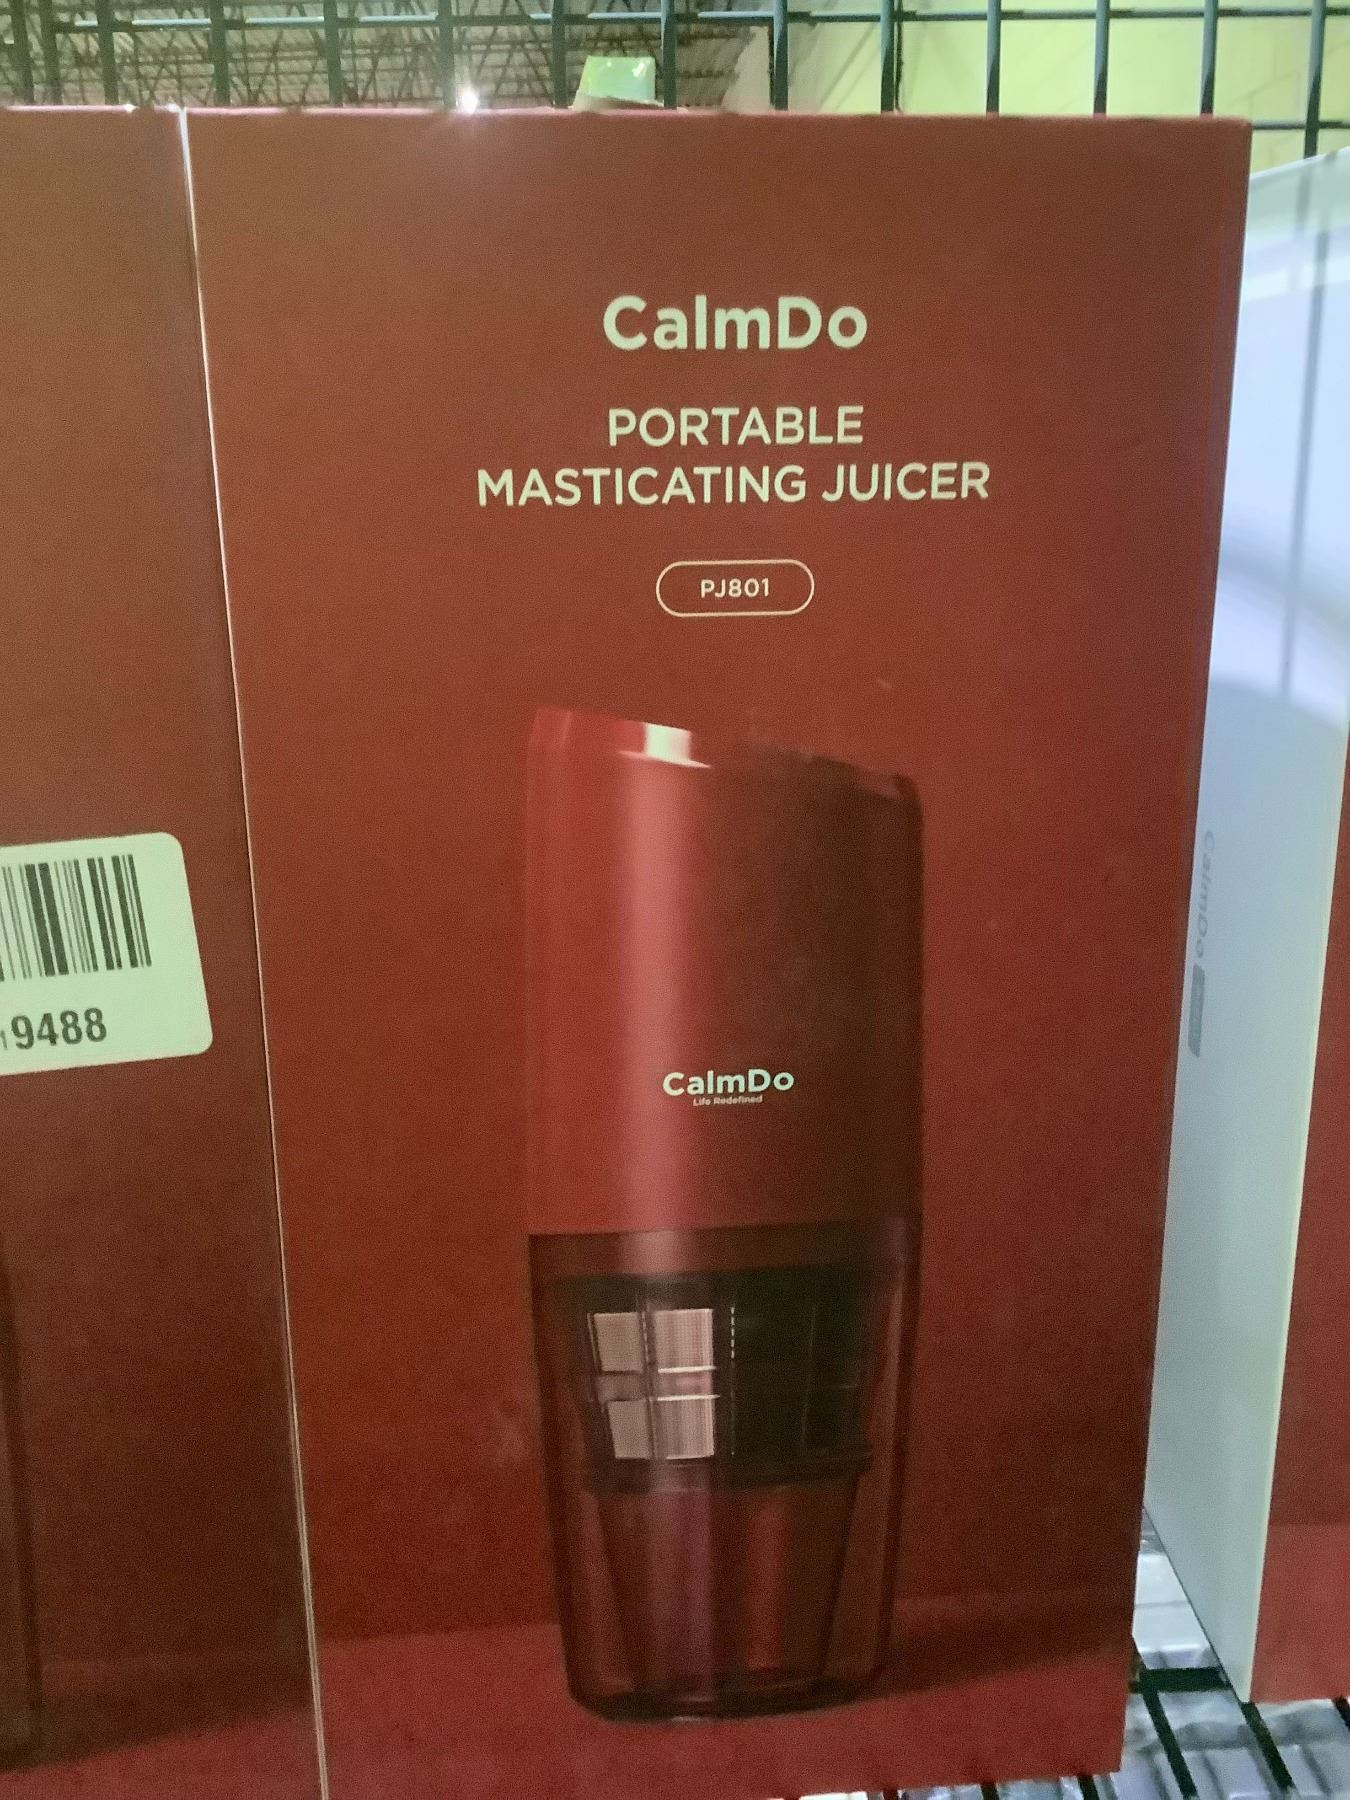 CalmDo
PORTABLE
MASTICATING JUICER
PJ801
CalmDo
Life Redefined
9488
CalmDo